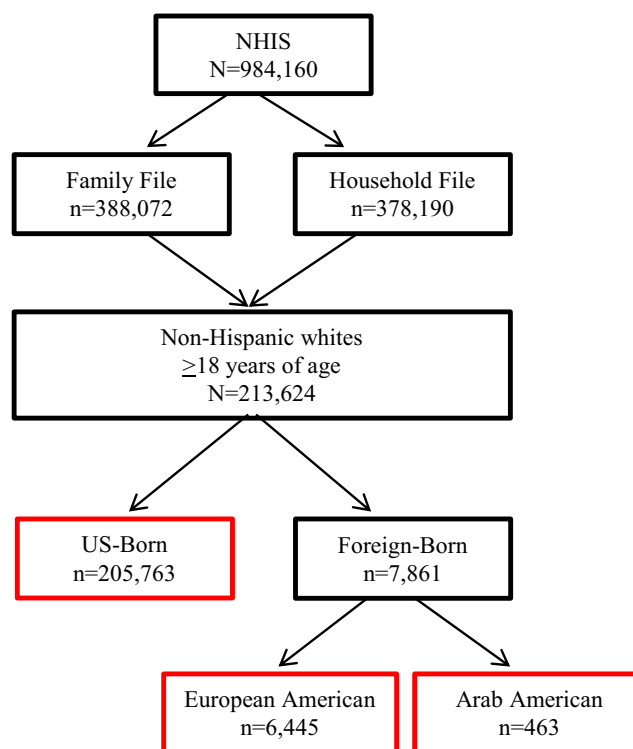 NHIS
N=984,160
Family File
n=388,072
Household File
n=378,190
Non-Hispanic whites
≥18 years of age
N=213,624
US-Born
n=205,763
Foreign-Born
n=7,861
European American
n=6,445
Arab American
n=463